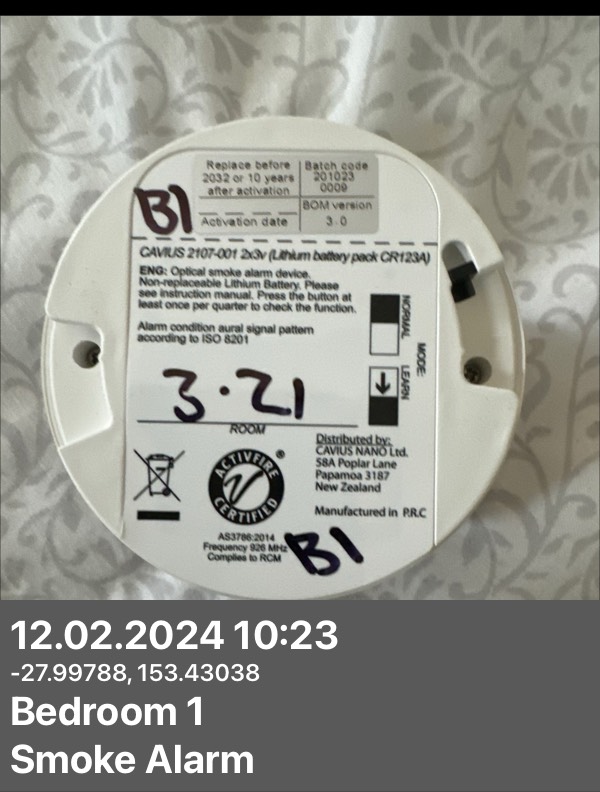 Replace before
2032 or 10 years
after activation
Activation date
Batch code
201023
0009
BOM version
3.0
B1
CAVIUS 2107-001 2x3v (Lithium battery pack CR123A)
ENG: Optical smoke alarm device.
Non-replaceable Lithium Battery. Please
see instruction manual. Press the button at
least once per quarter to check the function.
Alarm condition aural signal pattern
according to ISO 8201
NORMAL
MODE:
LEARN
3.21
ROOM
ACTIVFIRE®
CERTIFIED
AS3786:2014
Frequency 926 MHz
Complies to RCM
Distributed by:
CAVIUS NANO Ltd.
58A Poplar Lane
Papamoa 3187
New Zealand
Manufactured in P.R.C
B1
12.02.2024 10:23
-27.99788, 153.43038
Bedroom 1
Smoke Alarm